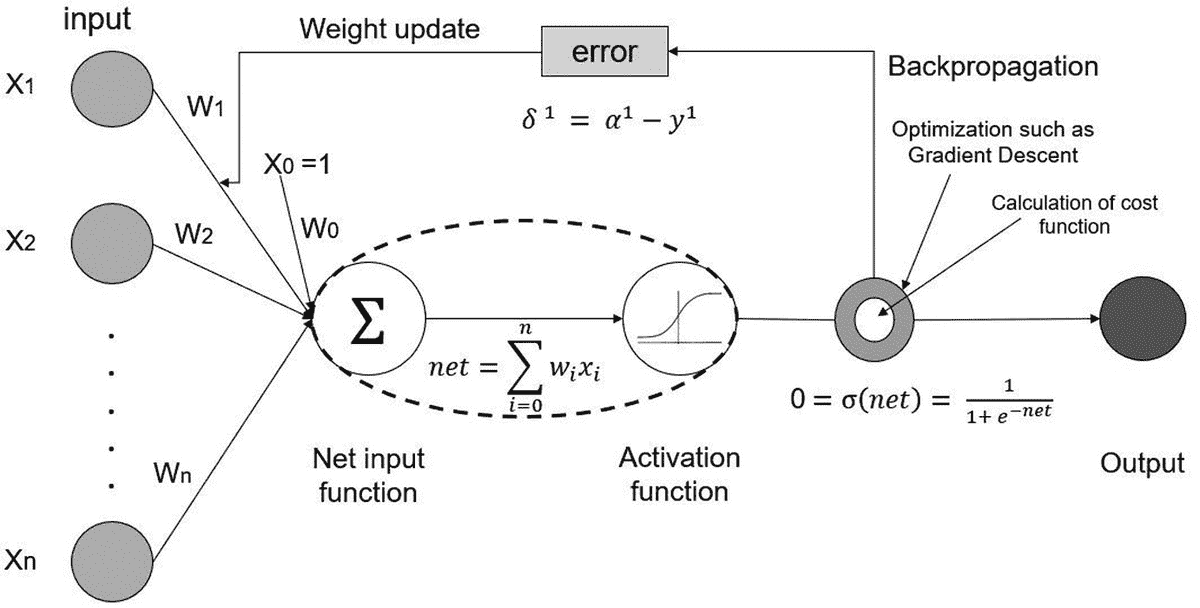 input
Weight update
error
Backpropagation
X1
W1
δ ¹ = α¹ − y¹
Optimization such as
Gradient Descent
X0 =1
Calculation of cost
function
X2
W2
W0
Σ
net = ∑ᵢ₌₀ⁿ wᵢxᵢ
0 = σ(net) = 1 / 1+ e⁻ⁿᵉᵗ
Wn
Net input
function
Activation
function
Output
Xn